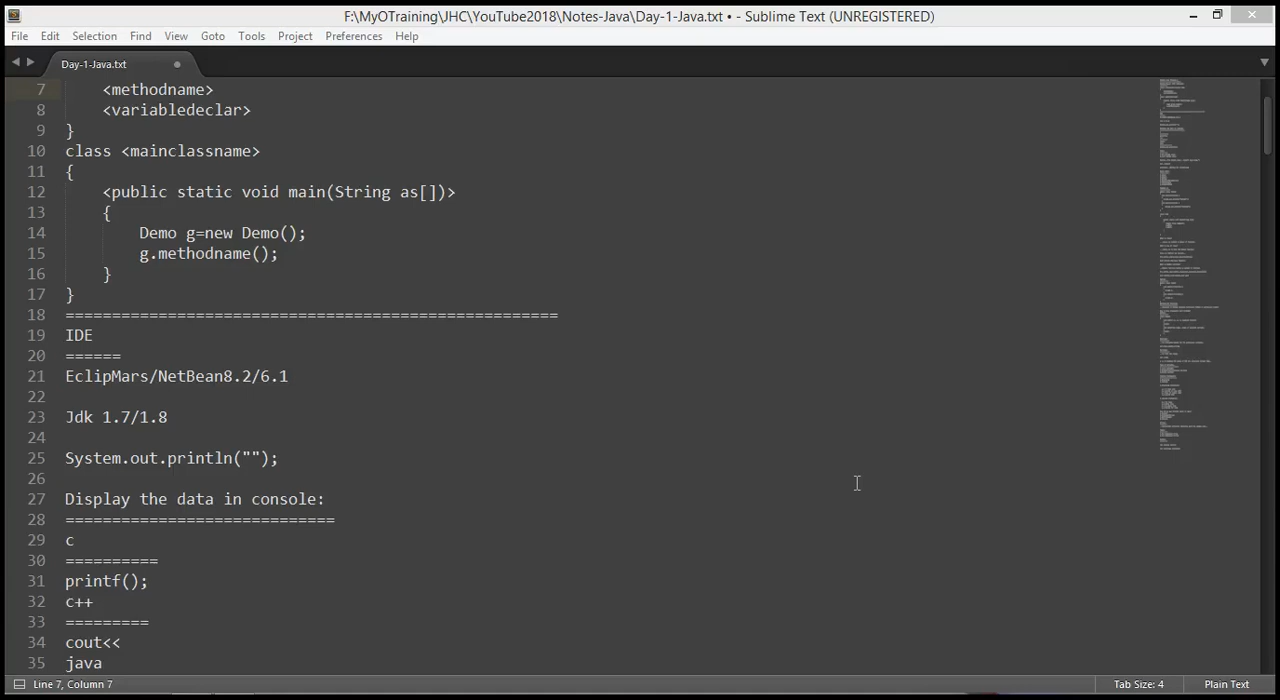 F:\MyOTraining\JHC\YouTube2018\Notes-Java\Day-1-Java.txt • - Sublime Text (UNREGISTERED)
File Edit Selection Find View Goto Tools Project Preferences Help
Day-1-Java.txt
7 <methodname>
8 <variabledeclar>
9 }
10 class <mainclassname>
11 {
12 <public static void main(String as[])>
13 {
14 Demo g=new Demo();
15 g.methodname();
16 }
17 }
18 =====================================================
19 IDE
20 ======
21 EclipMars/NetBean8.2/6.1
22
23 Jdk 1.7/1.8
24
25 System.out.println("");
26
27 Display the data in console:
28 =============================
29 c
30 ==========
31 printf();
32 c++
33 =========
34 cout<<
35 java
Line 7, Column 7 Tab Size: 4 Plain Text